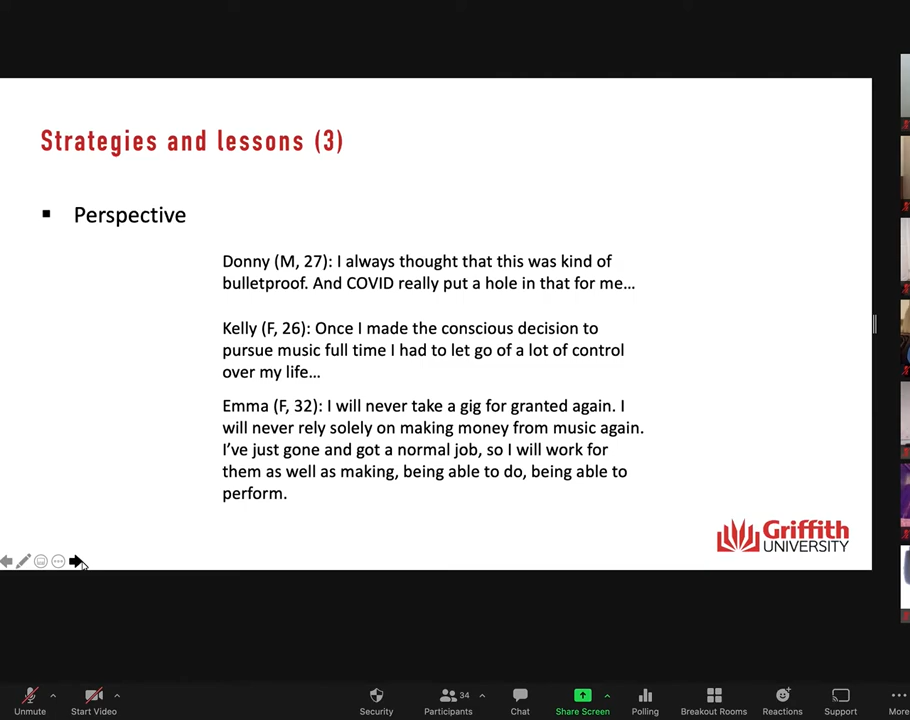 Strategies and lessons (3)
▪ Perspective
Donny (M, 27): I always thought that this was kind of
bulletproof. And COVID really put a hole in that for me…
Kelly (F, 26): Once I made the conscious decision to
pursue music full time I had to let go of a lot of control
over my life…
Emma (F, 32): I will never take a gig for granted again. I
will never rely solely on making money from music again.
I’ve just gone and got a normal job, so I will work for
them as well as making, being able to do, being able to
perform.
Griffith
UNIVERSITY
34
Unmute
Start Video
Security
Participants
Chat
Share Screen
Polling
Breakout Rooms
Reactions
Support
More